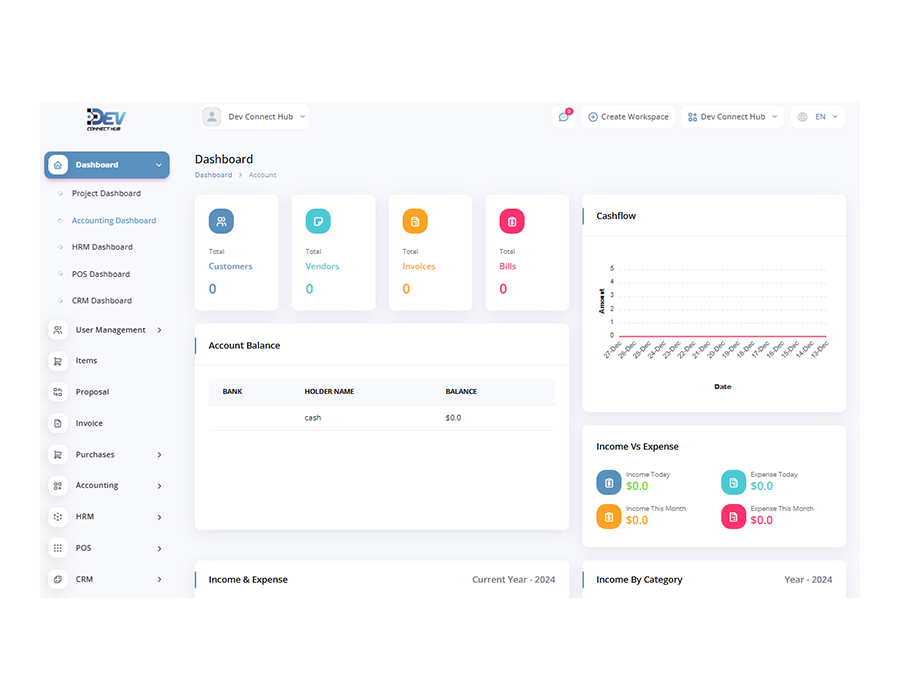 DEV
CONNECT HUB
Dev Connect Hub
0
Create Workspace
Dev Connect Hub
EN
Dashboard
Project Dashboard
Accounting Dashboard
HRM Dashboard
POS Dashboard
CRM Dashboard
User Management
Items
Proposal
Invoice
Purchases
Accounting
HRM
POS
CRM
Dashboard
Dashboard > Account
Total
Customers
0
Total
Vendors
0
Total
Invoices
0
Total
Bills
0
Account Balance
BANK HOLDER NAME BALANCE
cash $0.0
Cashflow
Amount
5
4
3
2
1
0
27-Dec 26-Dec 25-Dec 24-Dec 23-Dec 22-Dec 21-Dec 20-Dec 19-Dec 18-Dec 17-Dec 16-Dec 15-Dec 14-Dec 13-Dec
Date
Income Vs Expense
Income Today
$0.0
Expense Today
$0.0
Income This Month
$0.0
Expense This Month
$0.0
Income & Expense Current Year - 2024
Income By Category Year - 2024